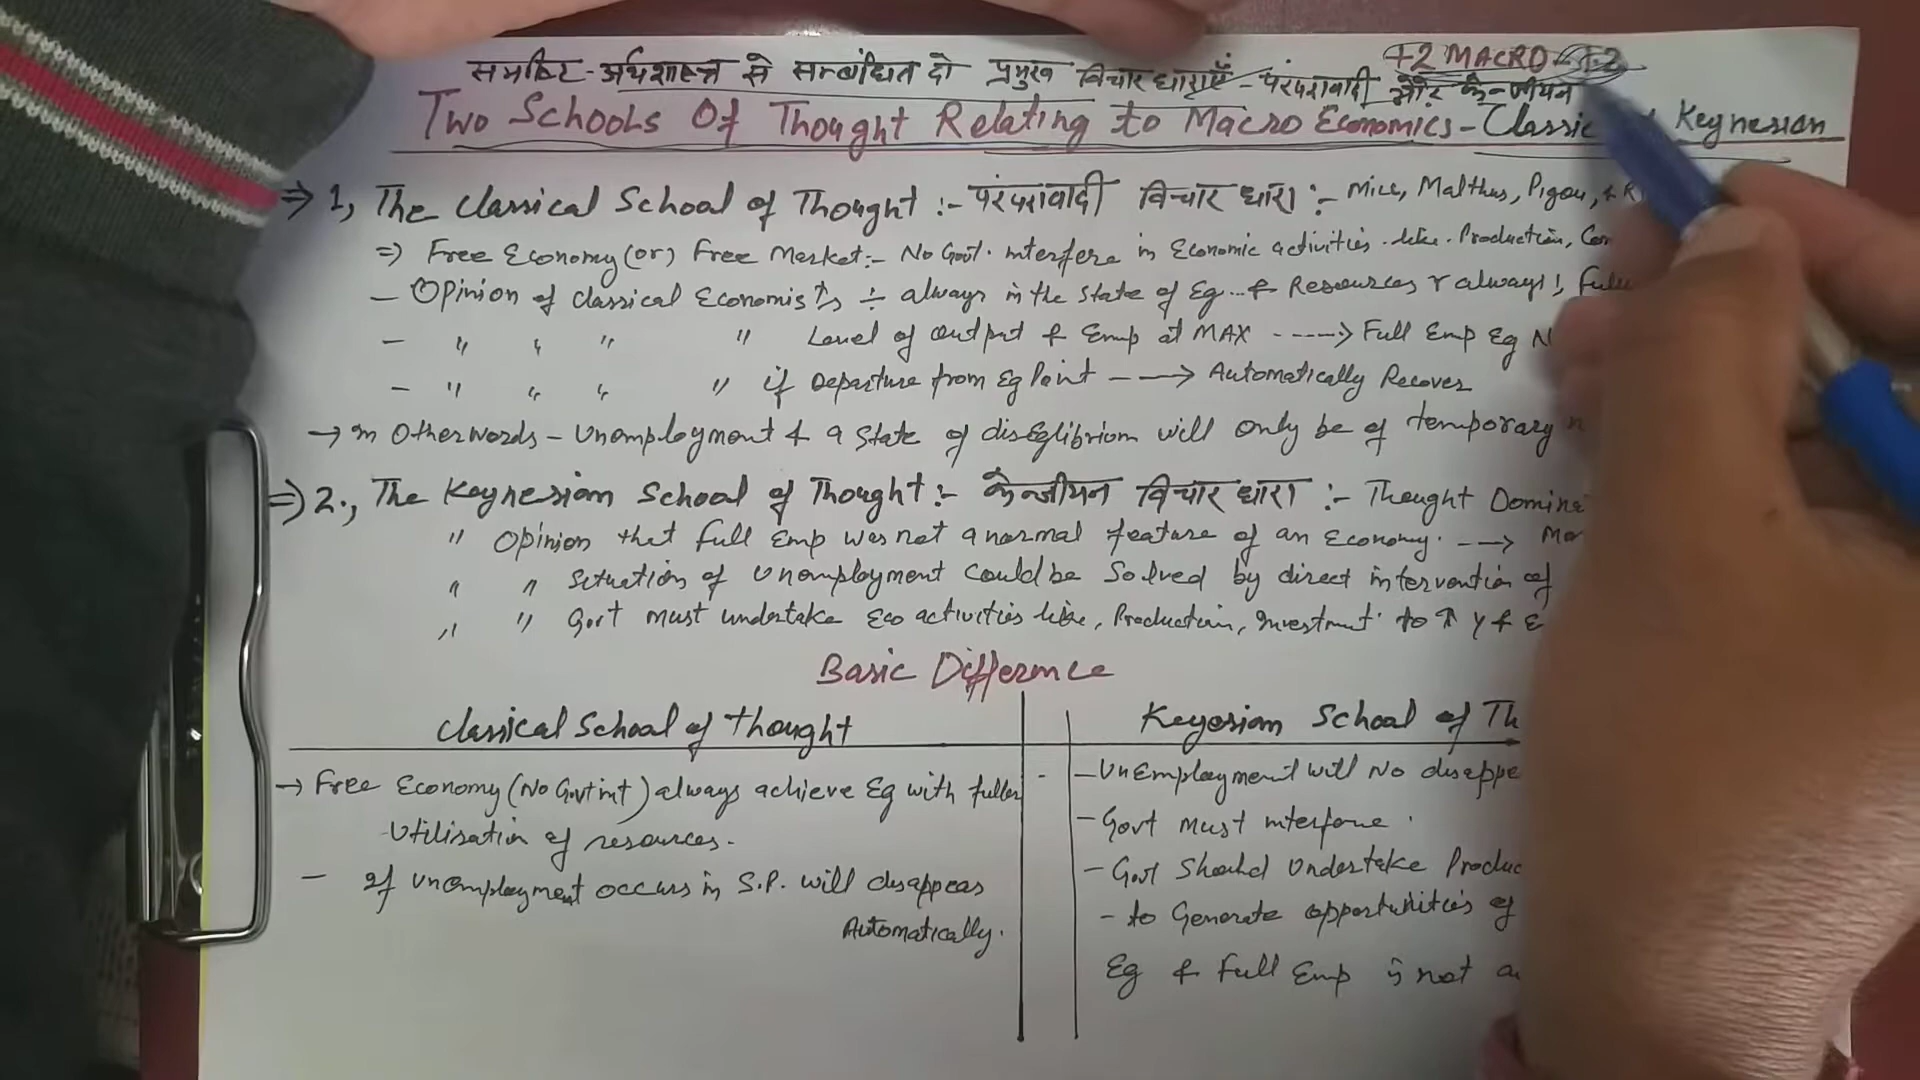 +2 MACRO 1.2
समष्टि-अर्थशास्त्र से सम्बंधित दो प्रमुख विचार धाराएँ - परंपरावादी और केन्जीयन
Two Schools Of Thought Relating to Macro Economics - Classic Keynesian
⇒ 1, The Classical School of Thought :- परंपरावादी विचार धारा :- Mill, Malthus, Pigou, + R
⇒ Free Economy (or) Free Market:- No Govt. interfere in Economic activities. like. Production, Con
- Opinion of Classical Economists ÷ always in the state of Eq... & Resources r always
- " " " " Level of output & Emp at MAX ----> Full Emp Eq N
- " " " " if Departure from Eq Point ---> Automatically Recover
→ In Otherwords - Unemployment & a state of disEqlibriom will only be of temporary n
⇒ 2., The Keynesian School of Thought:- केन्जीयन विचार धारा :- Thought Domina
" Opinion that full Emp was not a normal feature of an Economy. --->
" " Situation of Unemployment could be Solved by direct intervention of
" " Govt must undertake Eco activities like, Production, Investment to ↑ Y & E
Basic Difference
Classical School of Thought
Keyesian School of Th
→ Free Economy (No Govt int) always achieve Eq with fuller
Utilisation of resources.
- If unemployment occurs in S.P. will disappeas
Automatically.
- UnEmployment will No disappe
- Govt Must interfere.
- Govt Should Undertake Produc
- to Generate opportunities of
Eq & Full Emp is not a